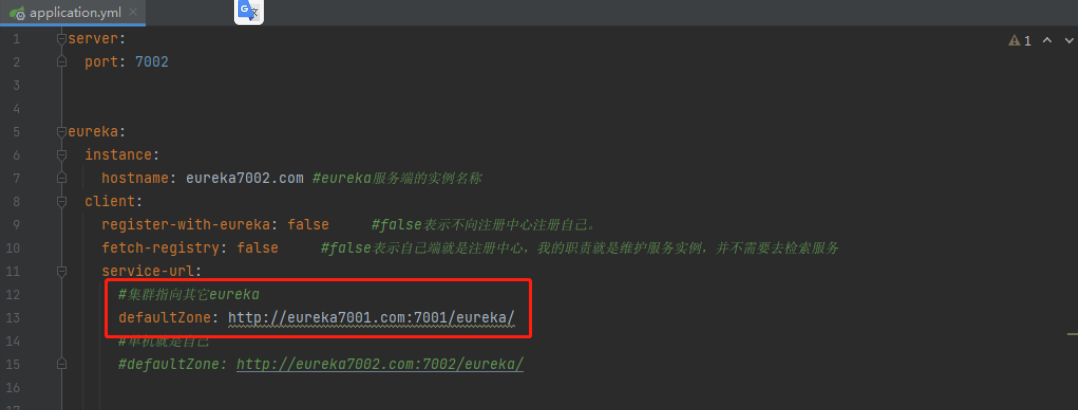 application.yml
1 server:
2 port: 7002
3
4
5 eureka:
6 instance:
7 hostname: eureka7002.com #eureka服务端的实例名称
8 client:
9 register-with-eureka: false #false表示不向注册中心注册自己。
10 fetch-registry: false #false表示自己端就是注册中心，我的职责就是维护服务实例，并不需要去检索服务
11 service-url:
12 #集群指向其它eureka
13 defaultZone: http://eureka7001.com:7001/eureka/
14 #单机就是自己
15 #defaultZone: http://eureka7002.com:7002/eureka/
16
17
1